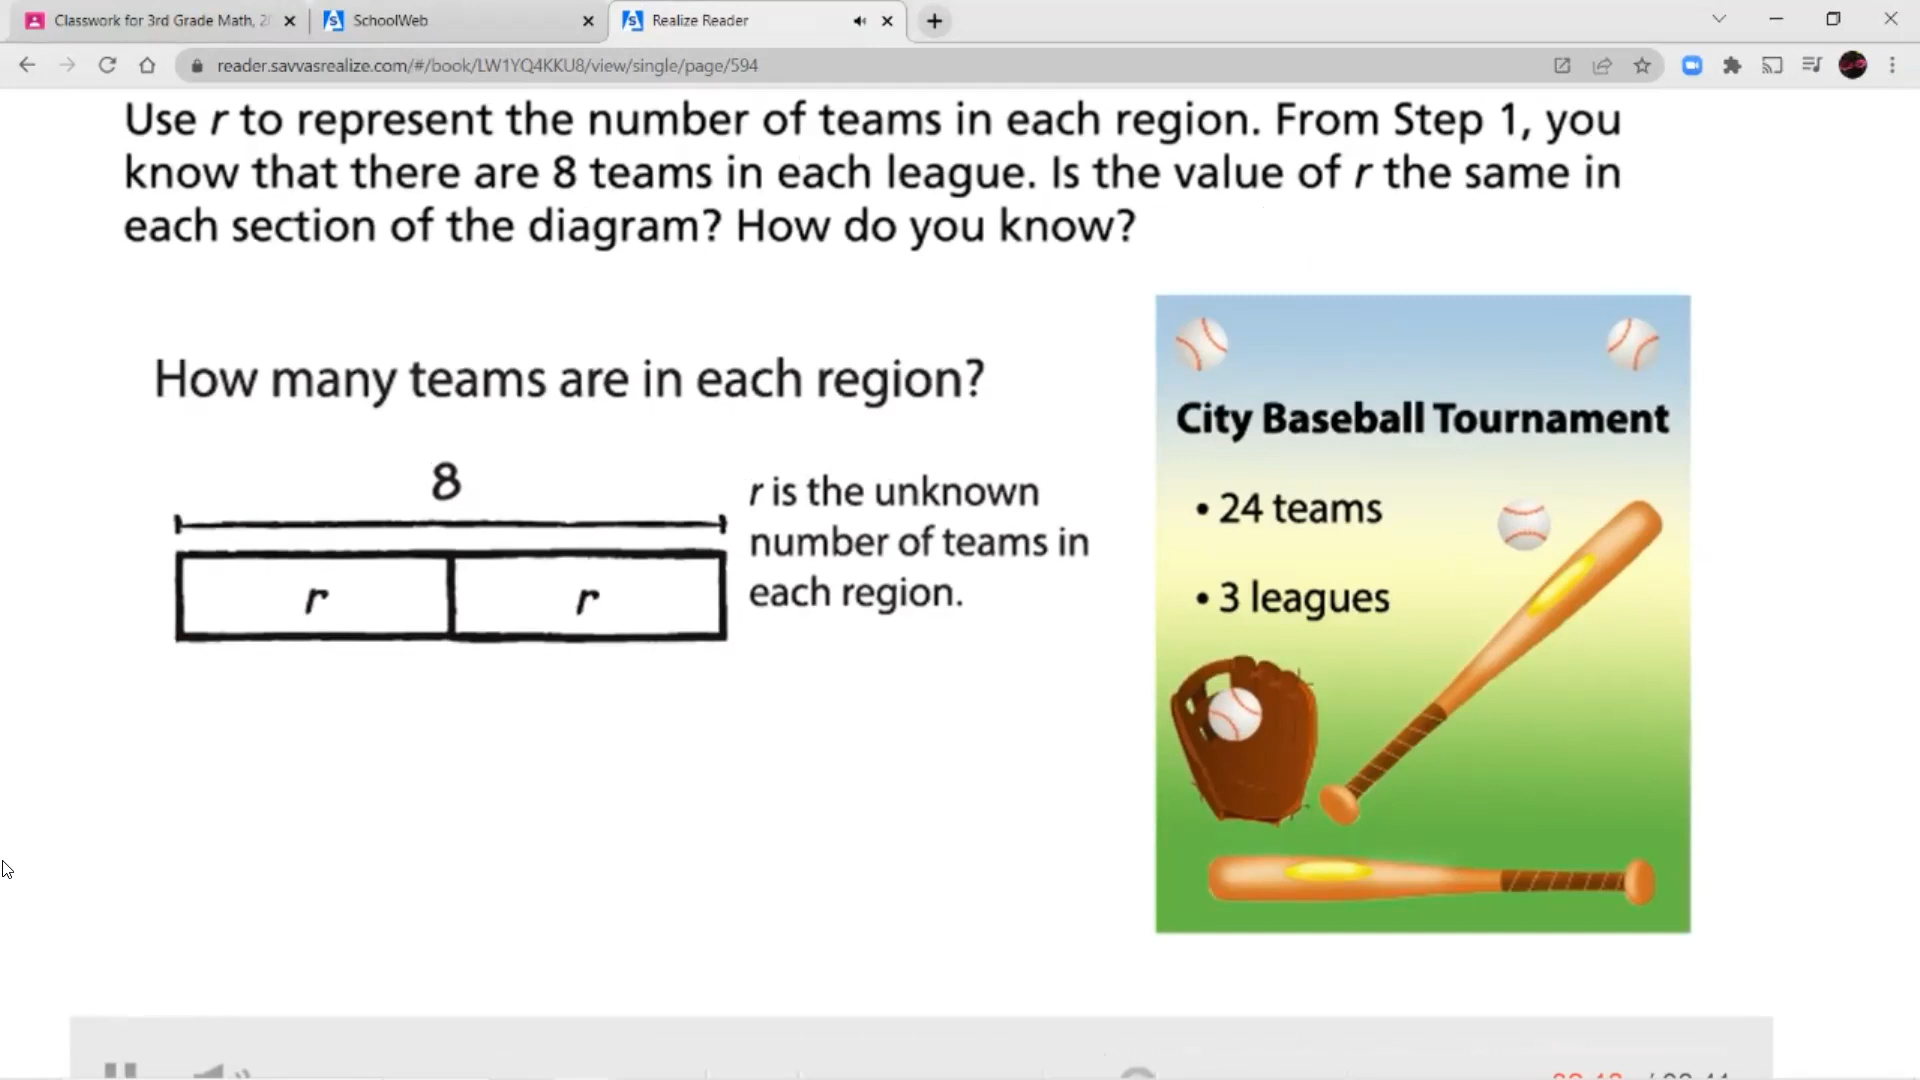 Classwork for 3rd Grade Math, 2
SchoolWeb
Realize Reader
reader.savvasrealize.com/#/book/LW1YQ4KKU8/view/single/page/594
Use r to represent the number of teams in each region. From Step 1, you
know that there are 8 teams in each league. Is the value of r the same in
each section of the diagram? How do you know?
How many teams are in each region?
8
r r
r is the unknown
number of teams in
each region.
City Baseball Tournament
• 24 teams
• 3 leagues